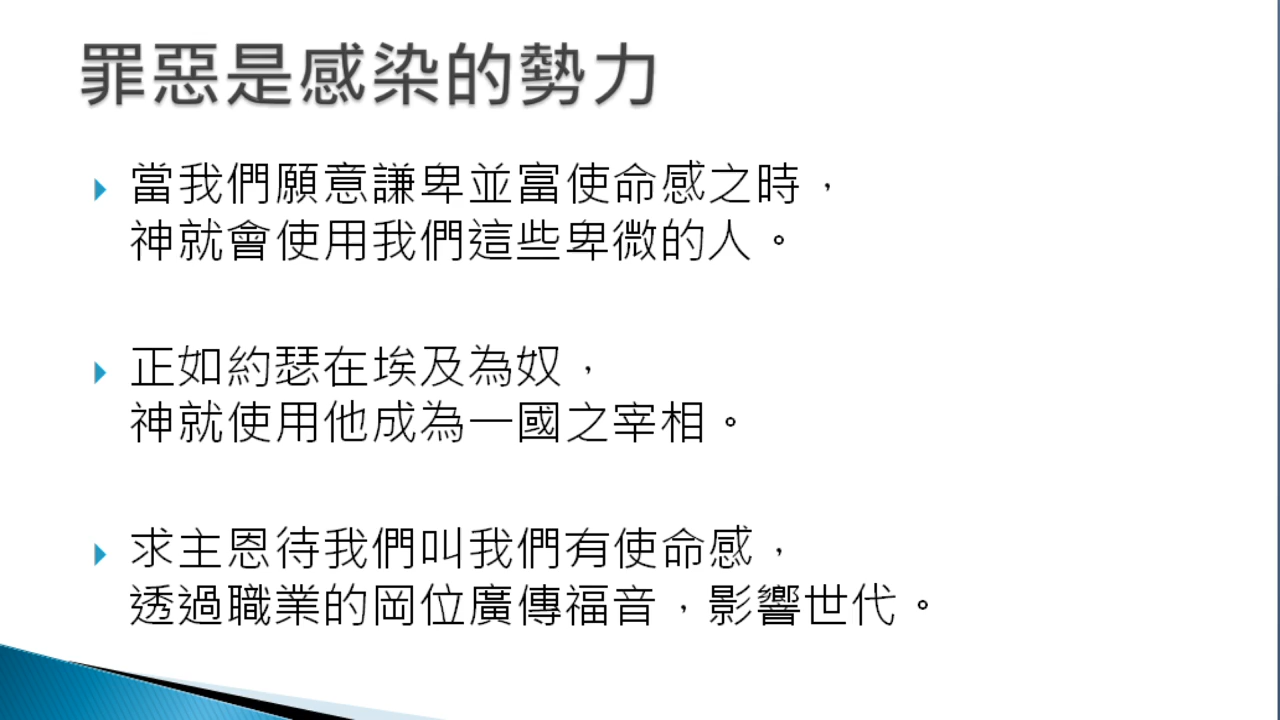 罪惡是感染的勢力
當我們願意謙卑並富使命感之時，
神就會使用我們這些卑微的人。
正如約瑟在埃及為奴，
神就使用他成為一國之宰相。
求主恩待我們叫我們有使命感，
透過職業的岡位廣傳福音，影響世代。